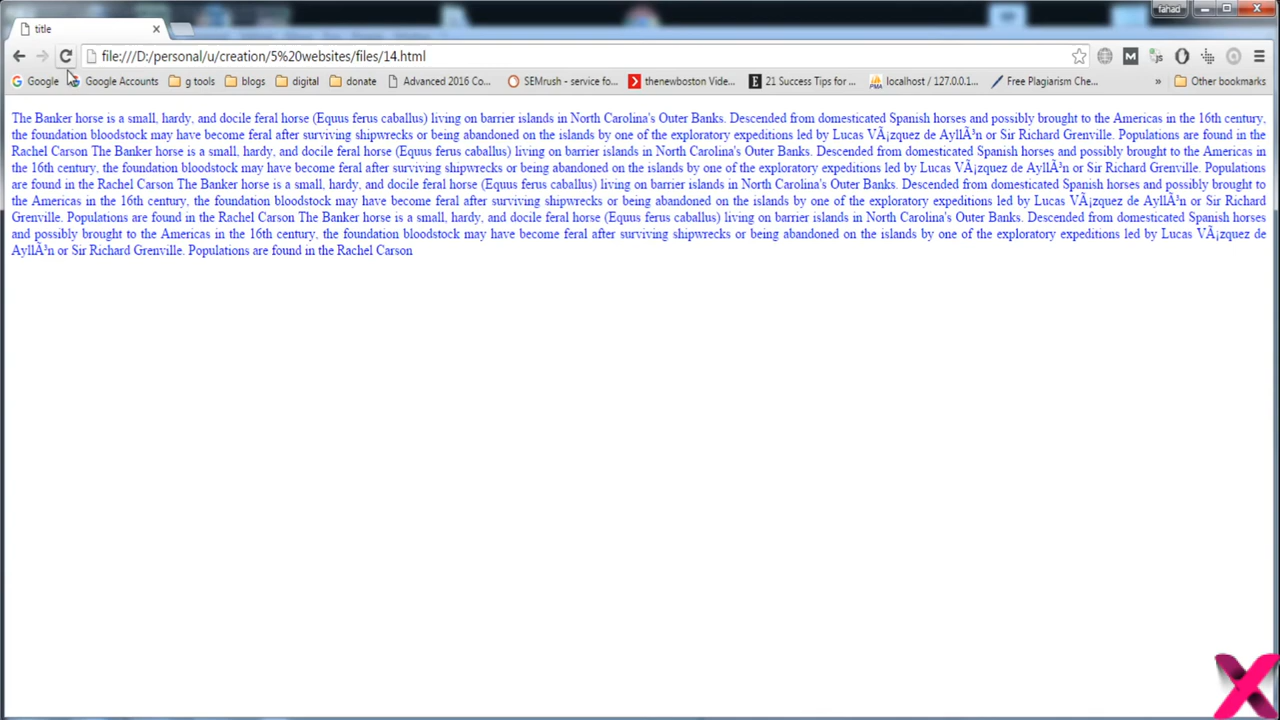 fahad
title
file:///D:/personal/u/creation/5%20websites/files/14.html
Google Google Accounts g tools blogs digital donate Advanced 2016 Co... SEMrush - service fo... thenewboston Vide... 21 Success Tips for ... localhost / 127.0.0.1... Free Plagiarism Che... » Other bookmarks
The Banker horse is a small, hardy, and docile feral horse (Equus ferus caballus) living on barrier islands in North Carolina's Outer Banks. Descended from domesticated Spanish horses and possibly brought to the Americas in the 16th century,
the foundation bloodstock may have become feral after surviving shipwrecks or being abandoned on the islands by one of the exploratory expeditions led by Lucas VÃ¡zquez de AyllÃ³n or Sir Richard Grenville. Populations are found in the
Rachel Carson The Banker horse is a small, hardy, and docile feral horse (Equus ferus caballus) living on barrier islands in North Carolina's Outer Banks. Descended from domesticated Spanish horses and possibly brought to the Americas in
the 16th century, the foundation bloodstock may have become feral after surviving shipwrecks or being abandoned on the islands by one of the exploratory expeditions led by Lucas VÃ¡zquez de AyllÃ³n or Sir Richard Grenville. Populations
are found in the Rachel Carson The Banker horse is a small, hardy, and docile feral horse (Equus ferus caballus) living on barrier islands in North Carolina's Outer Banks. Descended from domesticated Spanish horses and possibly brought to
the Americas in the 16th century, the foundation bloodstock may have become feral after surviving shipwrecks or being abandoned on the islands by one of the exploratory expeditions led by Lucas VÃ¡zquez de AyllÃ³n or Sir Richard
Grenville. Populations are found in the Rachel Carson The Banker horse is a small, hardy, and docile feral horse (Equus ferus caballus) living on barrier islands in North Carolina's Outer Banks. Descended from domesticated Spanish horses
and possibly brought to the Americas in the 16th century, the foundation bloodstock may have become feral after surviving shipwrecks or being abandoned on the islands by one of the exploratory expeditions led by Lucas VÃ¡zquez de
AyllÃ³n or Sir Richard Grenville. Populations are found in the Rachel Carson
X